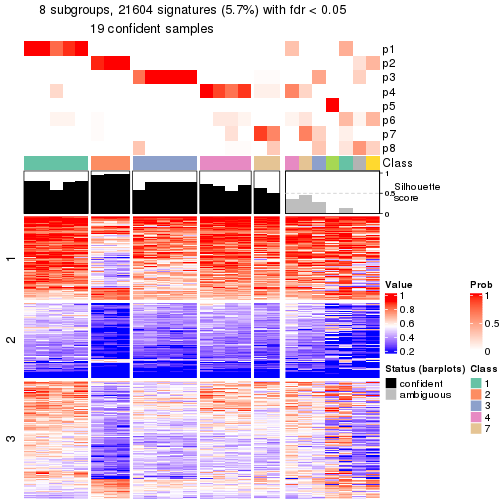 8 subgroups, 21604 signatures (5.7%) with fdr < 0.05
19 confident samples
p1
p2
p3
p4
p5
p6
p7
p8
Class
1
0.5
0
Silhouette
score
1
2
3
Value
1
0.8
0.6
0.4
0.2
Prob
1
0.5
0
Status (barplots)
confident
ambiguous
Class
1
2
3
4
7